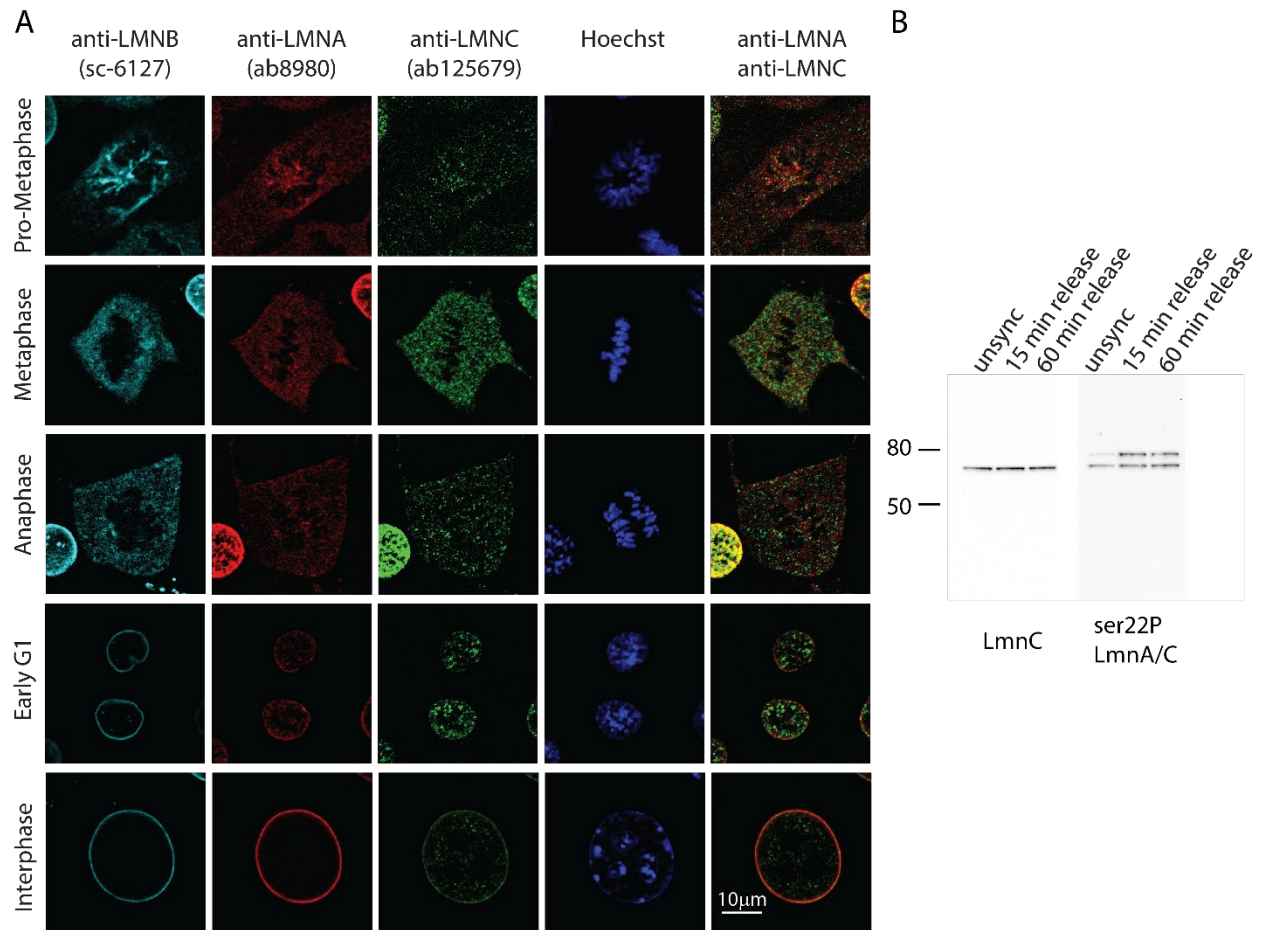 A
B
anti-LMNB
(sc-6127)
anti-LMNA
(ab8980)
anti-LMNC
(ab125679)
Hoechst
anti-LMNA
anti-LMNC
Pro-Metaphase
Metaphase
Anaphase
Early G1
Interphase
10μm
unsync
15 min release
60 min release
unsync
15 min release
60 min release
80
50
LmnC
ser22P
LmnA/C